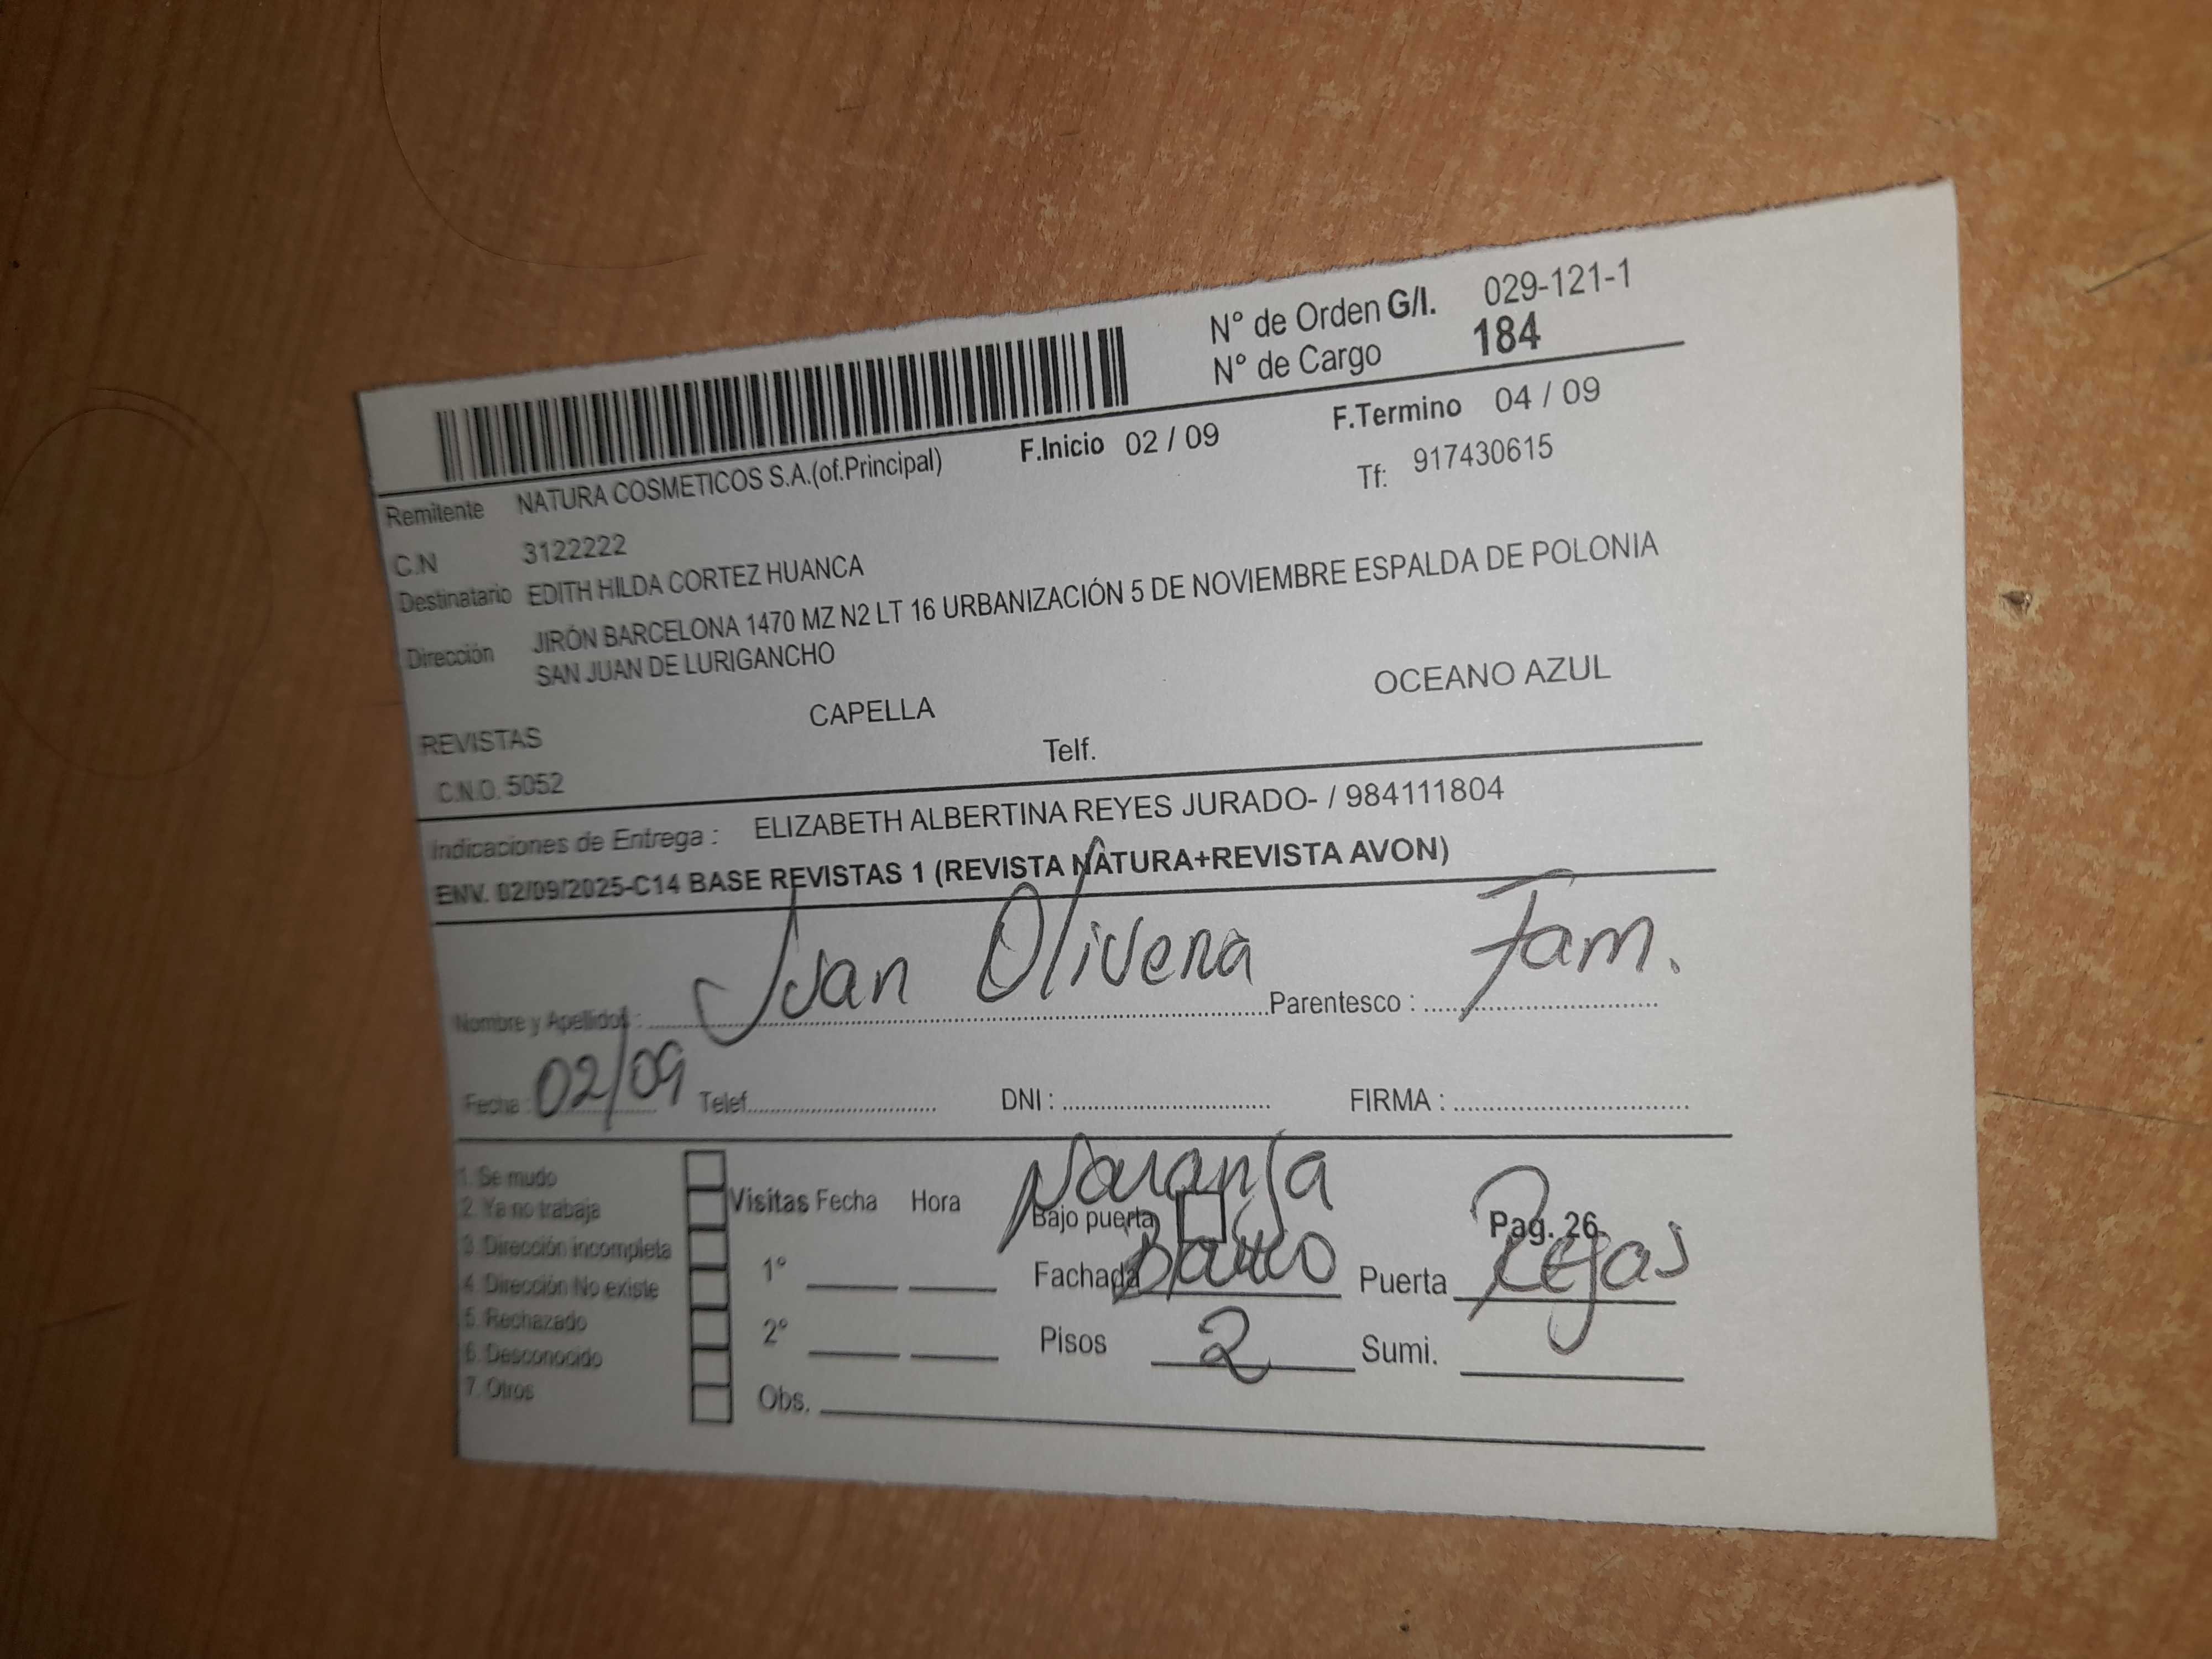 N° de Orden G/I. 029-121-1
N° de Cargo 184
F.Inicio 02 / 09 F.Termino 04 / 09
Remitente NATURA COSMETICOS S.A.(of.Principal) Tf: 917430615
C.N 3122222
Destinatario EDITH HILDA CORTEZ HUANCA
Dirección JIRÓN BARCELONA 1470 MZ N2 LT 16 URBANIZACIÓN 5 DE NOVIEMBRE ESPALDA DE POLONIA
SAN JUAN DE LURIGANCHO
REVISTAS CAPELLA OCEANO AZUL
C.N.O. 5052 Telf.
Indicaciones de Entrega : ELIZABETH ALBERTINA REYES JURADO- / 984111804
ENV. 02/09/2025-C14 BASE REVISTAS 1 (REVISTA NATURA+REVISTA AVON)
Nombre y Apellidos : Juan Olivera Parentesco : Fam.
Fecha : 02/09 Telef. DNI : FIRMA :
1. Se mudo
2. Ya no trabaja
3. Dirección incompleta
4. Dirección No existe
5. Rechazado
6. Desconocido
7. Otros
Visitas Fecha Hora
1°
2°
Obs.
Naranja
Bajo puerta Pag. 26
Fachada Puerta Rejas
Pisos 2 Sumi.